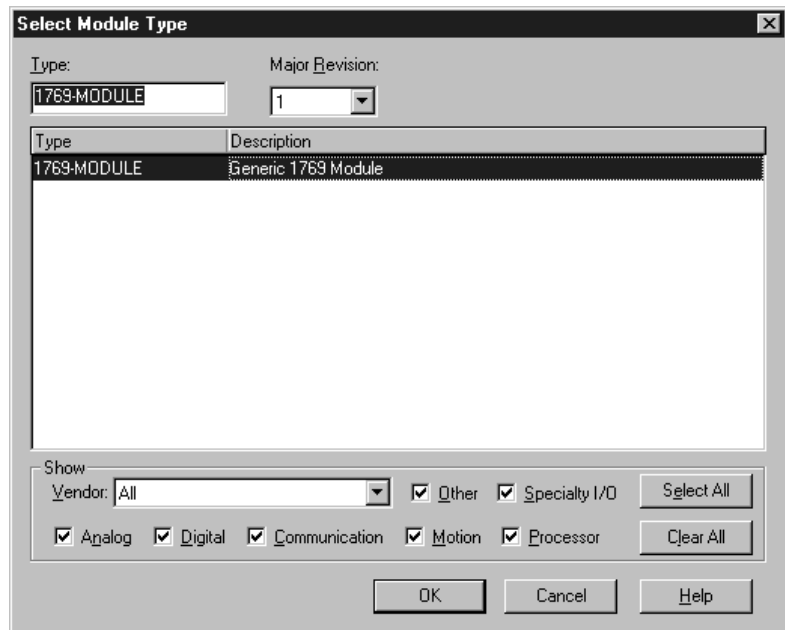 Select Module Type
Type:
Major Revision:
1769-MODULE
1
Type Description
1769-MODULE Generic 1769 Module
Show
Vendor: All
Other Specialty I/O Select All
Analog Digital Communication Motion Processor Clear All
OK Cancel Help